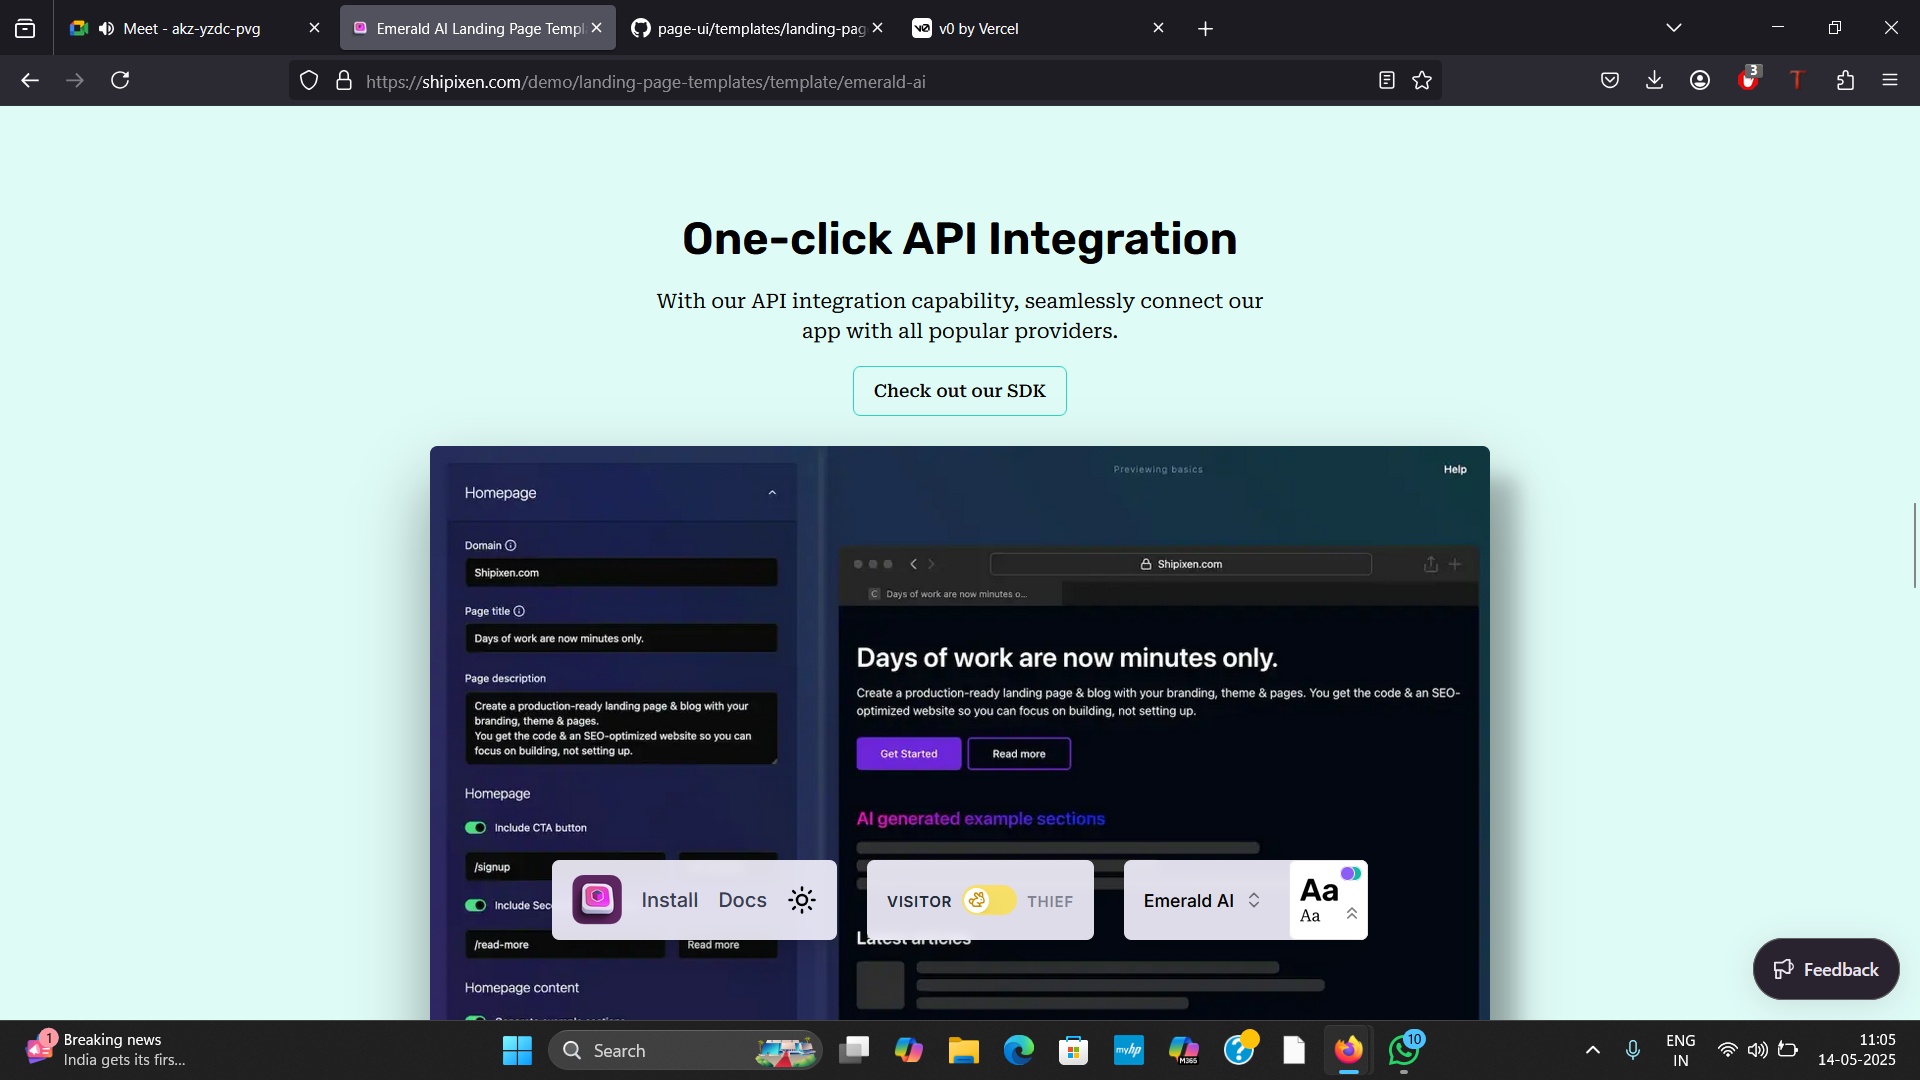 Meet - akz-yzdc-pvg
Emerald AI Landing Page Templ
page-ui/templates/landing-pag
v0 by Vercel
https://shipixen.com/demo/landing-page-templates/template/emerald-ai
3
One-click API Integration
With our API integration capability, seamlessly connect our
app with all popular providers.
Check out our SDK
Previewing basics
Help
Homepage
Domain
Shipixen.com
Page title
Days of work are now minutes only.
Page description
Create a production-ready landing page & blog with your
branding, theme & pages.
You get the code & an SEO-optimized website so you can
focus on building, not setting up.
Homepage
Include CTA button
/signup
Include Sec
/read-more
Read more
Homepage content
Shipixen.com
C Days of work are now minutes o...
Days of work are now minutes only.
Create a production-ready landing page & blog with your branding, theme & pages. You get the code & an SEO-
optimized website so you can focus on building, not setting up.
Get Started
Read more
AI generated example sections
Latest articles
Install
Docs
VISITOR
THIEF
Emerald AI
Aa
Aa
Feedback
1
Breaking news
India gets its firs...
Search
myhp
M365
10
ENG
IN
11:05
14-05-2025